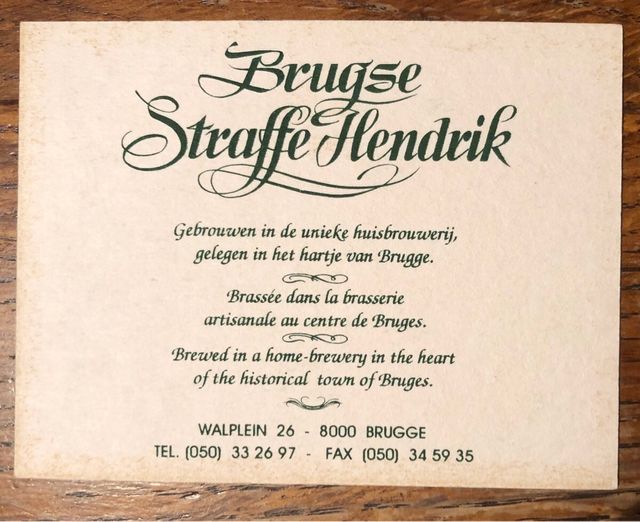 Brugse
Straffe Hendrik
Gebrouwen in de unieke huisbrouwerij,
gelegen in het hartje van Brugge.
Brassée dans la brasserie
artisanale au centre de Bruges.
Brewed in a home-brewery in the heart
of the historical town of Bruges.
WALPLEIN 26 - 8000 BRUGGE
TEL. (050) 33 26 97 - FAX (050) 34 59 35